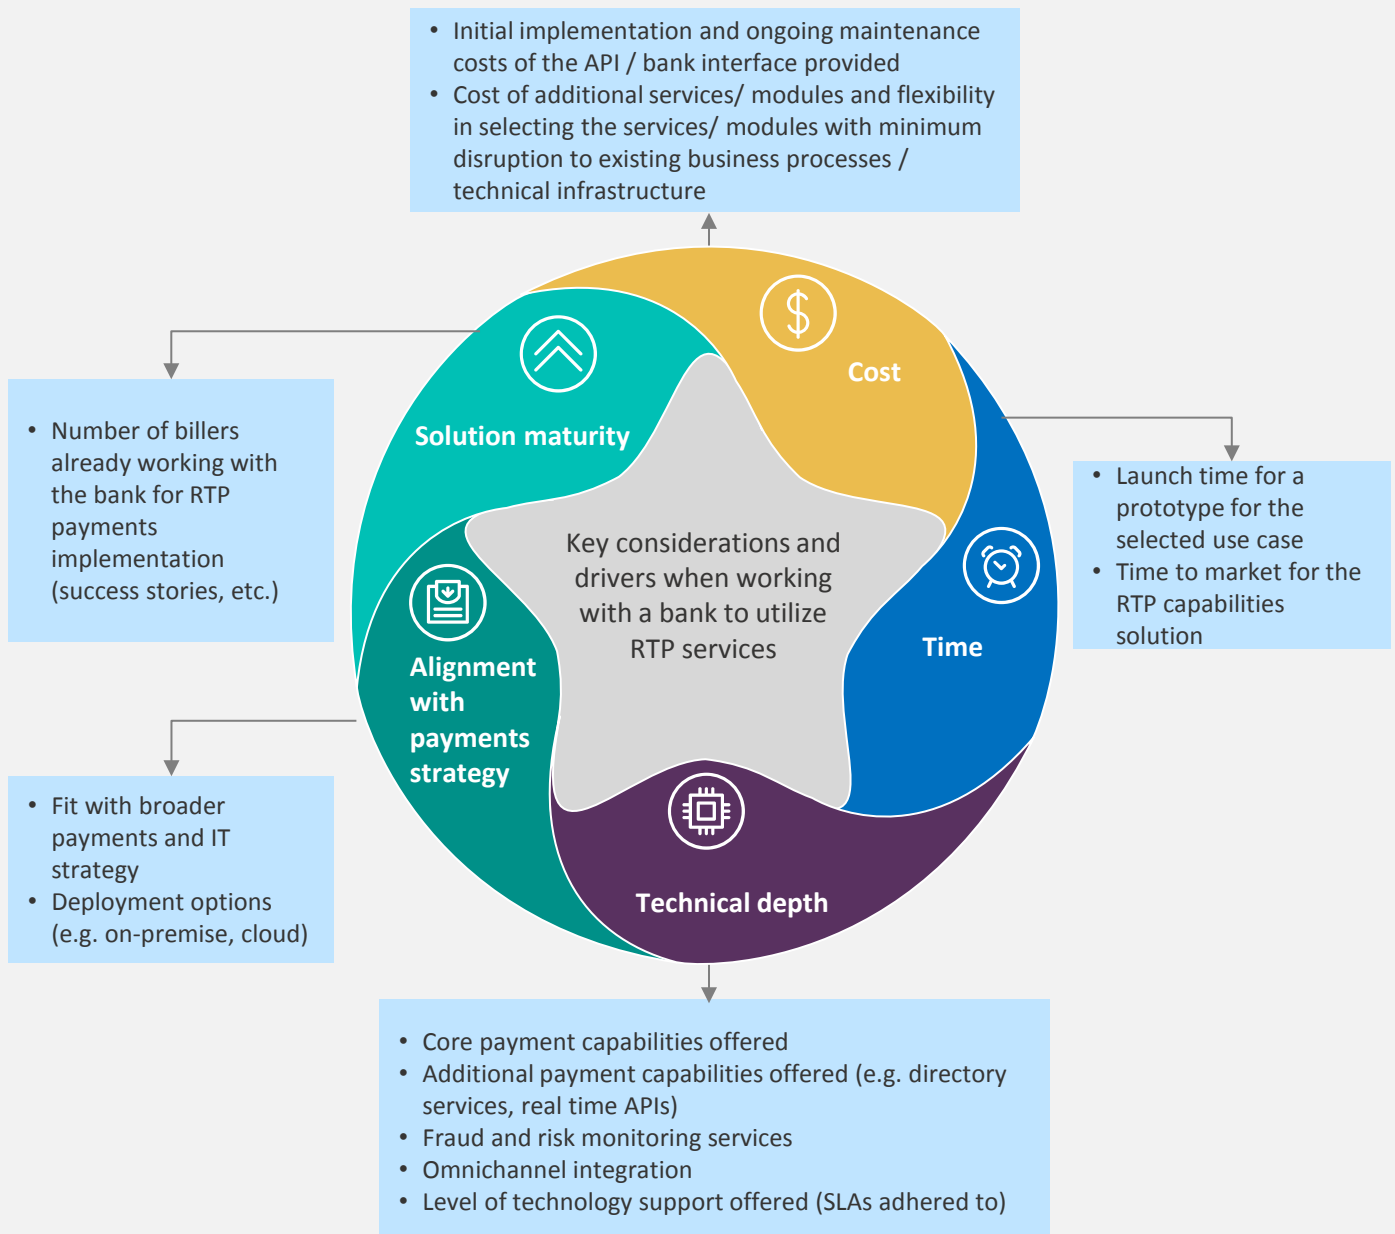 • Initial implementation and ongoing maintenance
costs of the API / bank interface provided
• Cost of additional services/ modules and flexibility
in selecting the services/ modules with minimum
disruption to existing business processes /
technical infrastructure
$
Cost
Solution maturity
• Number of billers
already working with
the bank for RTP
payments
implementation
(success stories, etc.)
• Launch time for a
prototype for the
selected use case
• Time to market for the
RTP capabilities
solution
Key considerations and
drivers when working
with a bank to utilize
RTP services
Time
Alignment
with
payments
strategy
• Fit with broader
payments and IT
strategy
• Deployment options
(e.g. on-premise, cloud)
Technical depth
• Core payment capabilities offered
• Additional payment capabilities offered (e.g. directory
services, real time APIs)
• Fraud and risk monitoring services
• Omnichannel integration
• Level of technology support offered (SLAs adhered to)